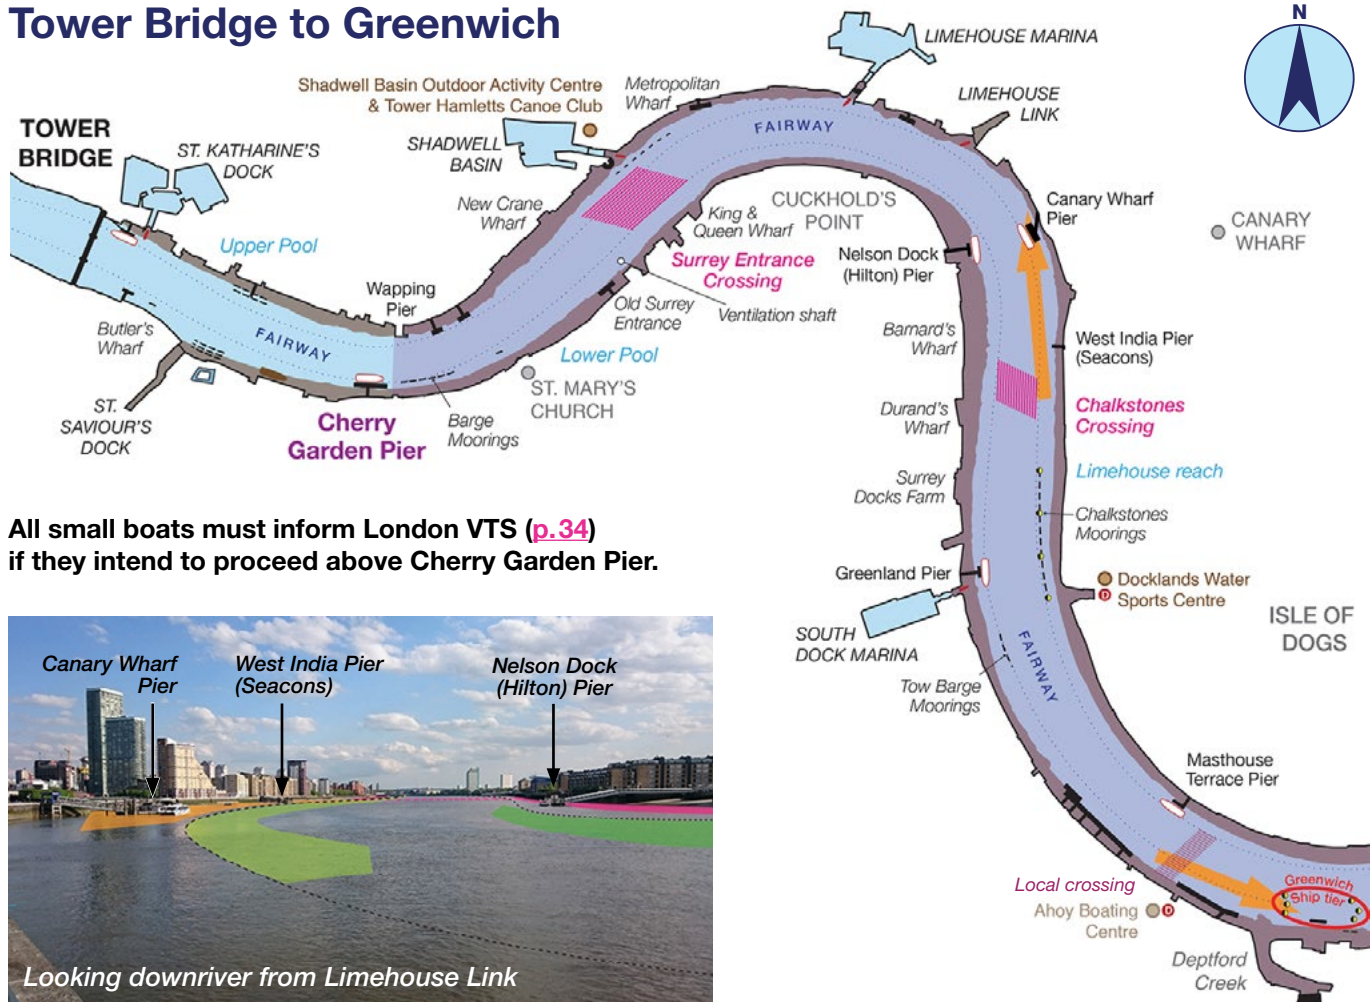 Tower Bridge to Greenwich
N
LIMEHOUSE MARINA
Shadwell Basin Outdoor Activity Centre
& Tower Hamletts Canoe Club
Metropolitan
Wharf
LIMEHOUSE
LINK
TOWER
BRIDGE
ST. KATHARINE'S
DOCK
SHADWELL
BASIN
FAIRWAY
New Crane
Wharf
King &
Queen Wharf
CUCKHOLD'S
POINT
Canary Wharf
Pier
CANARY
WHARF
Upper Pool
Surrey Entrance
Crossing
Nelson Dock
(Hilton) Pier
Wapping
Pier
Old Surrey
Entrance
Ventilation shaft
Butler's
Wharf
FAIRWAY
Lower Pool
Barnard's
Wharf
West India Pier
(Seacons)
ST. MARY'S
CHURCH
ST.
SAVIOUR'S
DOCK
Cherry
Garden Pier
Barge
Moorings
Durand's
Wharf
Chalkstones
Crossing
Surrey
Docks Farm
Limehouse reach
Chalkstones
Moorings
All small boats must inform London VTS (p.34)
if they intend to proceed above Cherry Garden Pier.
Greenland Pier
Docklands Water
D Sports Centre
SOUTH
DOCK MARINA
FAIRWAY
ISLE OF
DOGS
Tow Barge
Moorings
Masthouse
Terrace Pier
Canary Wharf
Pier
West India Pier
(Seacons)
Nelson Dock
(Hilton) Pier
Local crossing
Greenwich
Ship tier
Ahoy Boating D
Centre
Deptford
Creek
Looking downriver from Limehouse Link